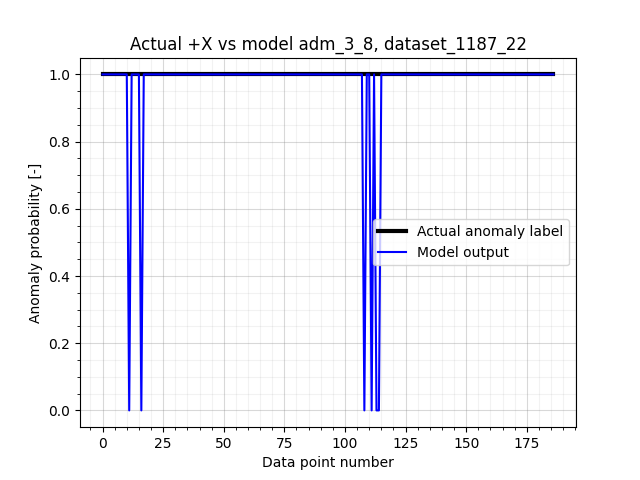 Actual +X vs model adm_3_8, dataset_1187_22
Anomaly probability [-]
1.0
0.8
0.6
0.4
0.2
0.0
Actual anomaly label
Model output
0 25 50 75 100 125 150 175
Data point number